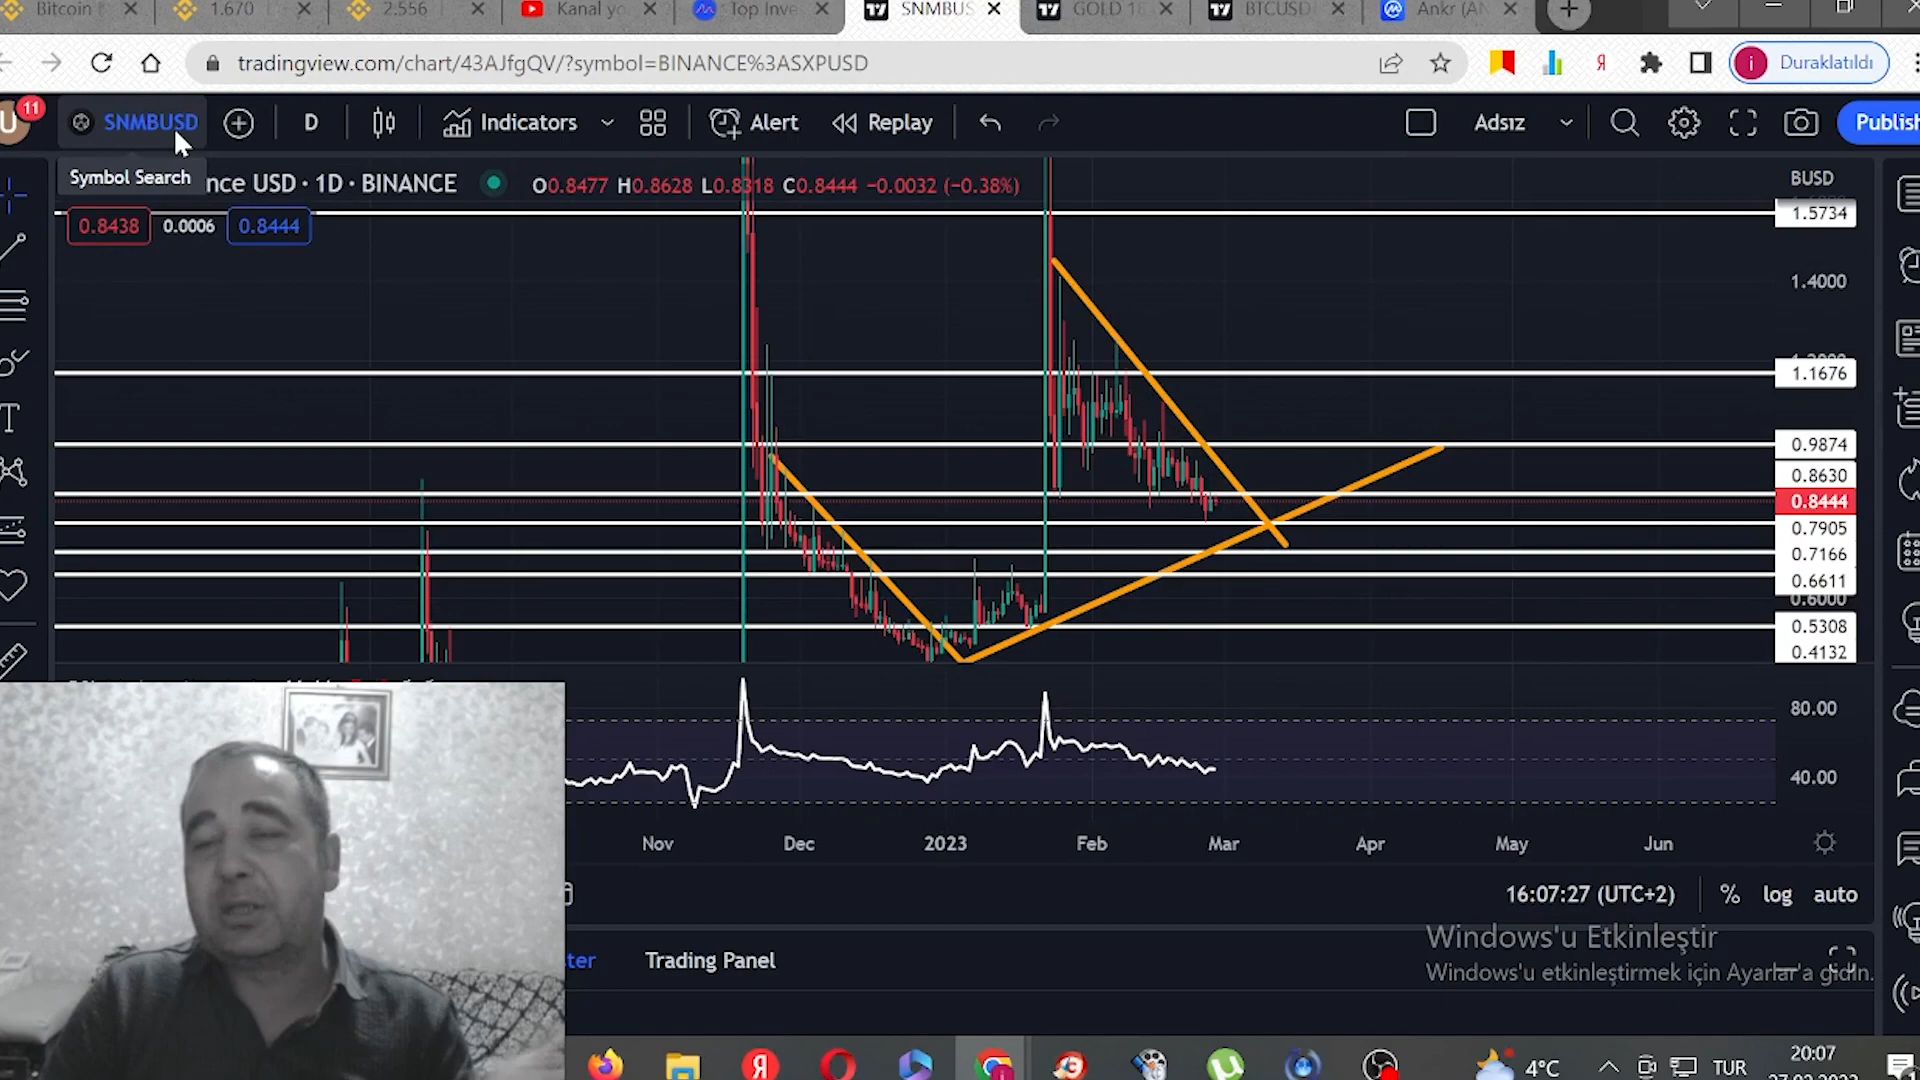 Bitcoin
1.670
2.556
Kanal
Top Inve
SNMBUS
GOLD
BTCUSD
Ankr (AN
tradingview.com/chart/43AJfgQV/?symbol=BINANCE%3ASXPUSD
Duraklatıldı
11
U
SNMBUSD
D
Indicators
Alert
Replay
Adsız
Publish
Symbol Search
nce USD · 1D · BINANCE
O0.8477 H0.8628 L0.8318 C0.8444 −0.0032 (−0.38%)
0.8438
0.0006
0.8444
BUSD
1.5734
1.4000
1.1676
0.9874
0.8630
0.8444
0.7905
0.7166
0.6611
0.6000
0.5308
0.4132
80.00
40.00
Nov
Dec
2023
Feb
Mar
Apr
May
Jun
16:07:27 (UTC+2)
%
log
auto
ter
Trading Panel
Windows'u Etkinleştir
Windows'u etkinleştirmek için Ayarlar'a gidin.
4°C
TUR
20:07